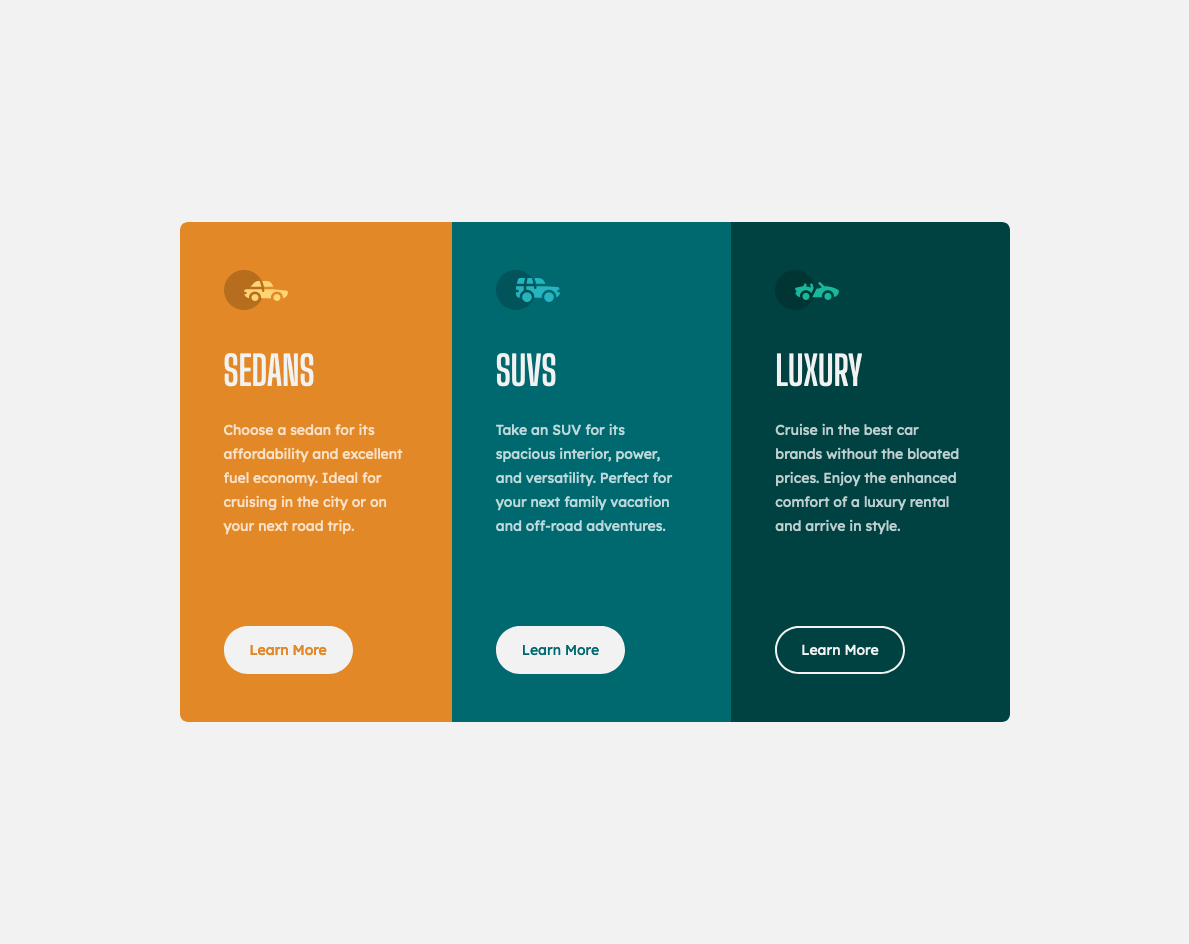 SEDANS
Choose a sedan for its
affordability and excellent
fuel economy. Ideal for
cruising in the city or on
your next road trip.
Learn More
SUVS
Take an SUV for its
spacious interior, power,
and versatility. Perfect for
your next family vacation
and off-road adventures.
Learn More
LUXURY
Cruise in the best car
brands without the bloated
prices. Enjoy the enhanced
comfort of a luxury rental
and arrive in style.
Learn More